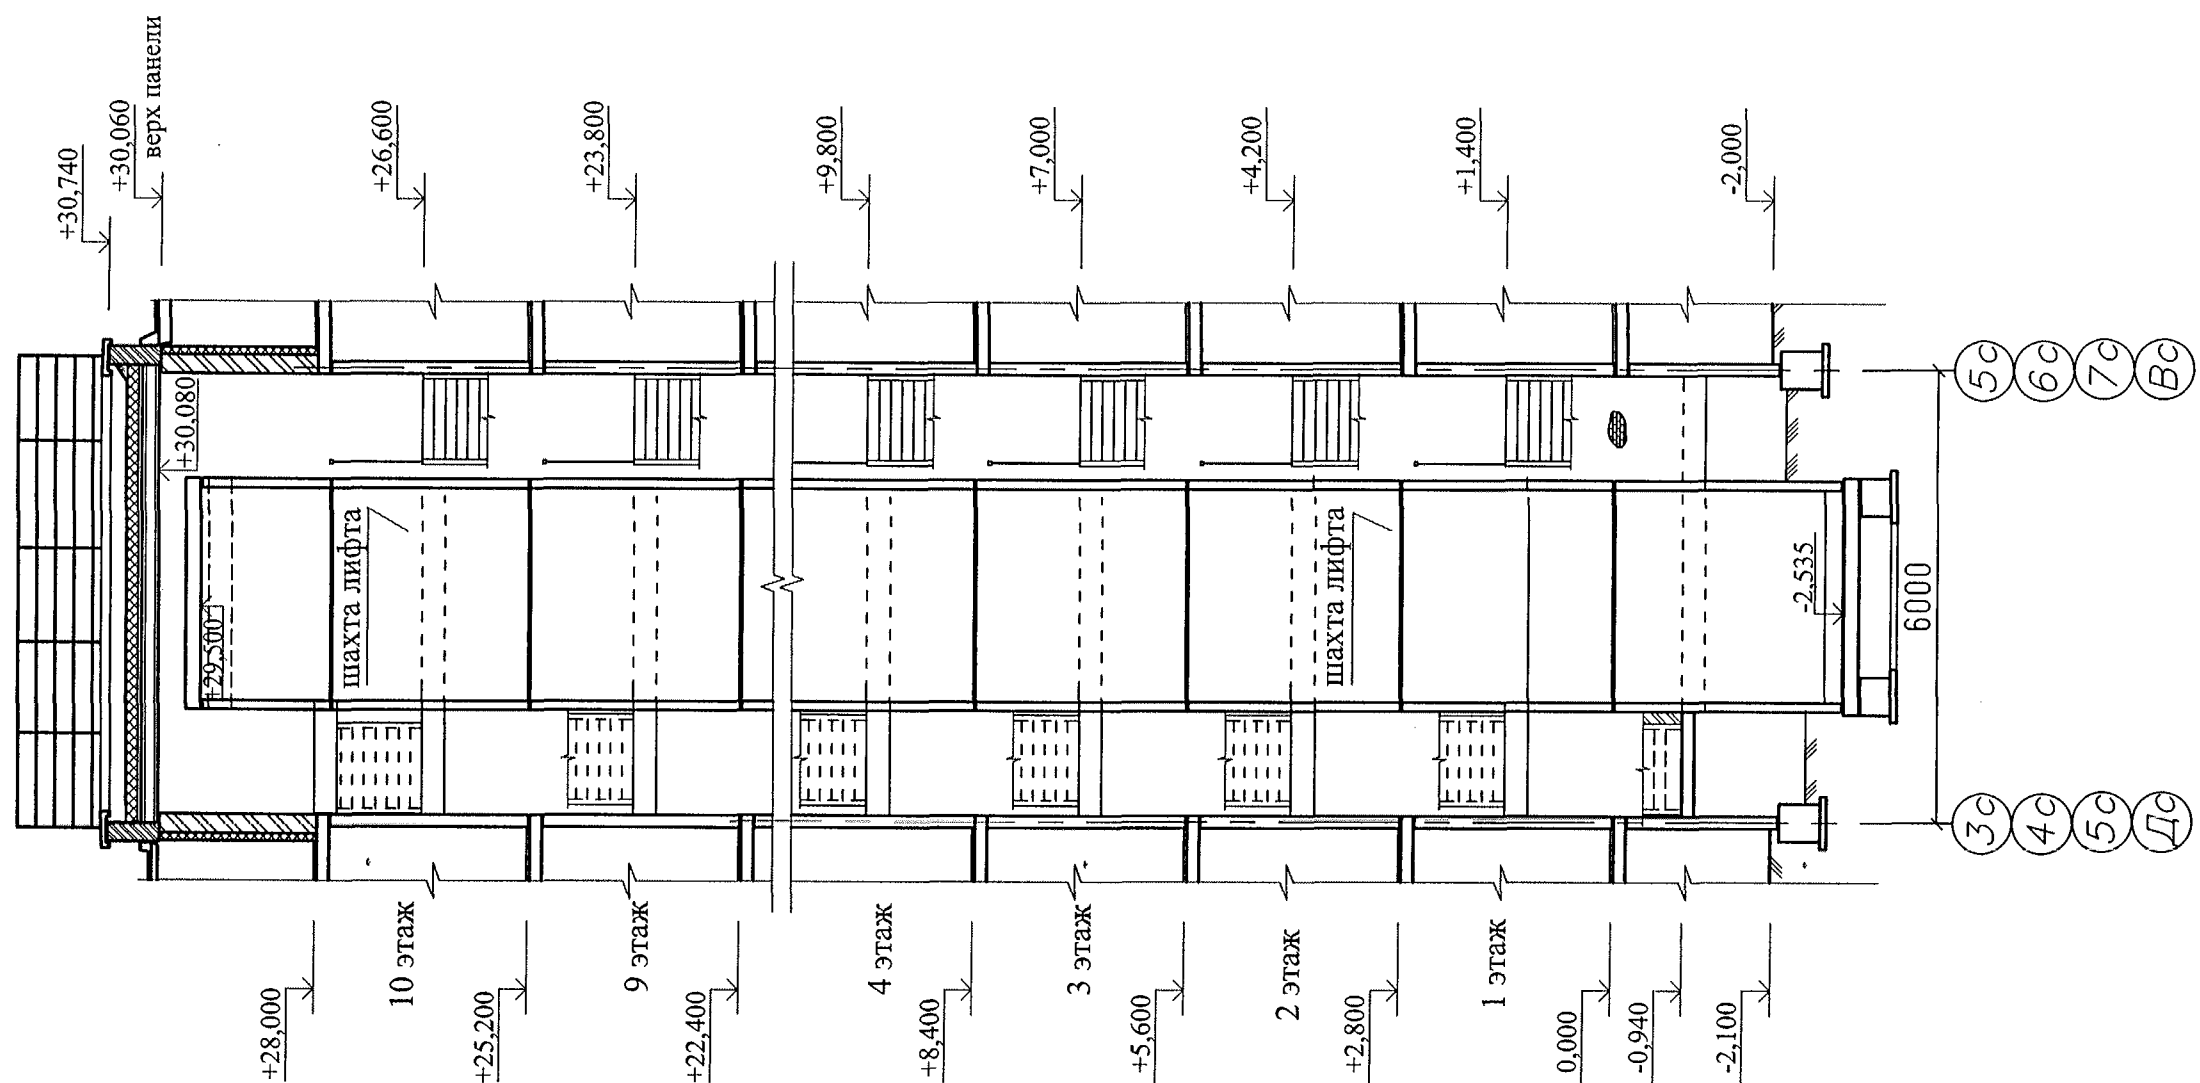 +30,740
+30,060
верх панели
+26,600
+23,800
+9,800
+7,000
+4,200
+1,400
-2,000
+30,080
+29,500
шахта лифта
шахта лифта
-2,535
6000
5с
6с
7с
Вс
3с
4с
5с
Дс
10 этаж
9 этаж
4 этаж
3 этаж
2 этаж
1 этаж
+28,000
+25,200
+22,400
+8,400
+5,600
+2,800
0,000
-0,940
-2,100